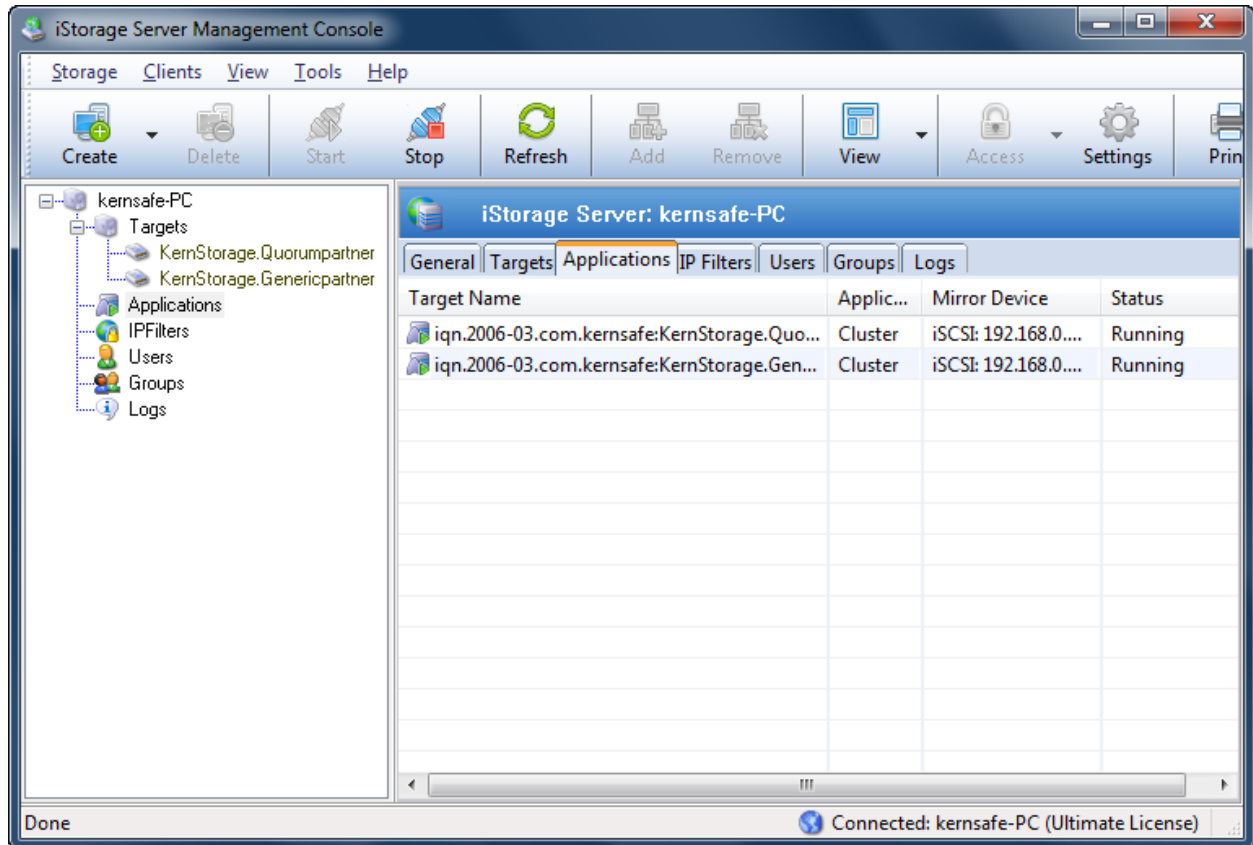 iStorage Server Management Console
Storage Clients View Tools Help
Create Delete Start Stop Refresh Add Remove View Access Settings Prin
kernsafe-PC
Targets
KernStorage.Quorumpartner
KernStorage.Genericpartner
Applications
IPFilters
Users
Groups
Logs
iStorage Server: kernsafe-PC
General Targets Applications IP Filters Users Groups Logs
Target Name Applic... Mirror Device Status
iqn.2006-03.com.kernsafe:KernStorage.Quo... Cluster iSCSI: 192.168.0.... Running
iqn.2006-03.com.kernsafe:KernStorage.Gen... Cluster iSCSI: 192.168.0.... Running
Done Connected: kernsafe-PC (Ultimate License)